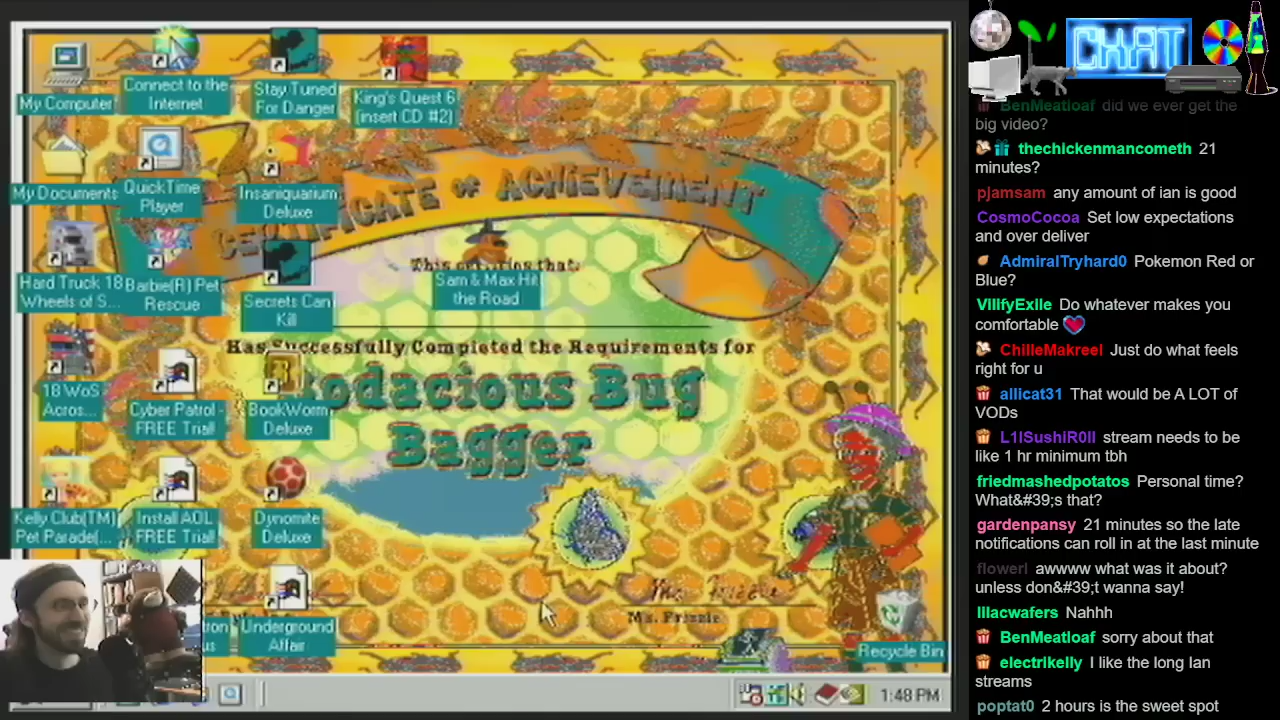 My Computer
Connect to the
Internet
Stay Tuned
For Danger
King's Quest 6
(insert CD #2)
CERTIFICATE OF ACHIEVEMENT
My Documents
QuickTime
Player
Insaniquarium
Deluxe
This
that:
Hard Truck 18
Wheels of S...
Barbie(R) Pet
Rescue
Secrets Can
Kill
Sam & Max Hit
the Road
Has Successfully Completed the Requirements for
Bodacious Bug
Bagger
18 WoS
Acros...
Cyber Patrol -
FREE Trial
BookWorm
Deluxe
Kelly Club(TM)
Pet Parade(...
Install AOL
FREE Trial
Dynomite
Deluxe
Underground
Affair
Ms. Frizzle
Ms. Frizzle
Recycle Bin
1:48 PM
CHAT
BenMeatloaf did we ever get the
big video?
thechickenmancometh 21
minutes?
pjamsam any amount of ian is good
CosmoCocoa Set low expectations
and over deliver
AdmiralTryhard0 Pokemon Red or
Blue?
VIIIfyExIIe Do whatever makes you
comfortable
ChilleMakreel Just do what feels
right for u
allicat31 That would be A LOT of
VODs
L1lSushiR0ll stream needs to be
like 1 hr minimum tbh
friedmashedpotatos Personal time?
What&#39;s that?
gardenpansy 21 minutes so the late
notifications can roll in at the last minute
flowerl awwww what was it about?
unless don&#39;t wanna say!
lilacwafers Nahhh
BenMeatloaf sorry about that
electrikelly I like the long Ian
streams
poptat0 2 hours is the sweet spot